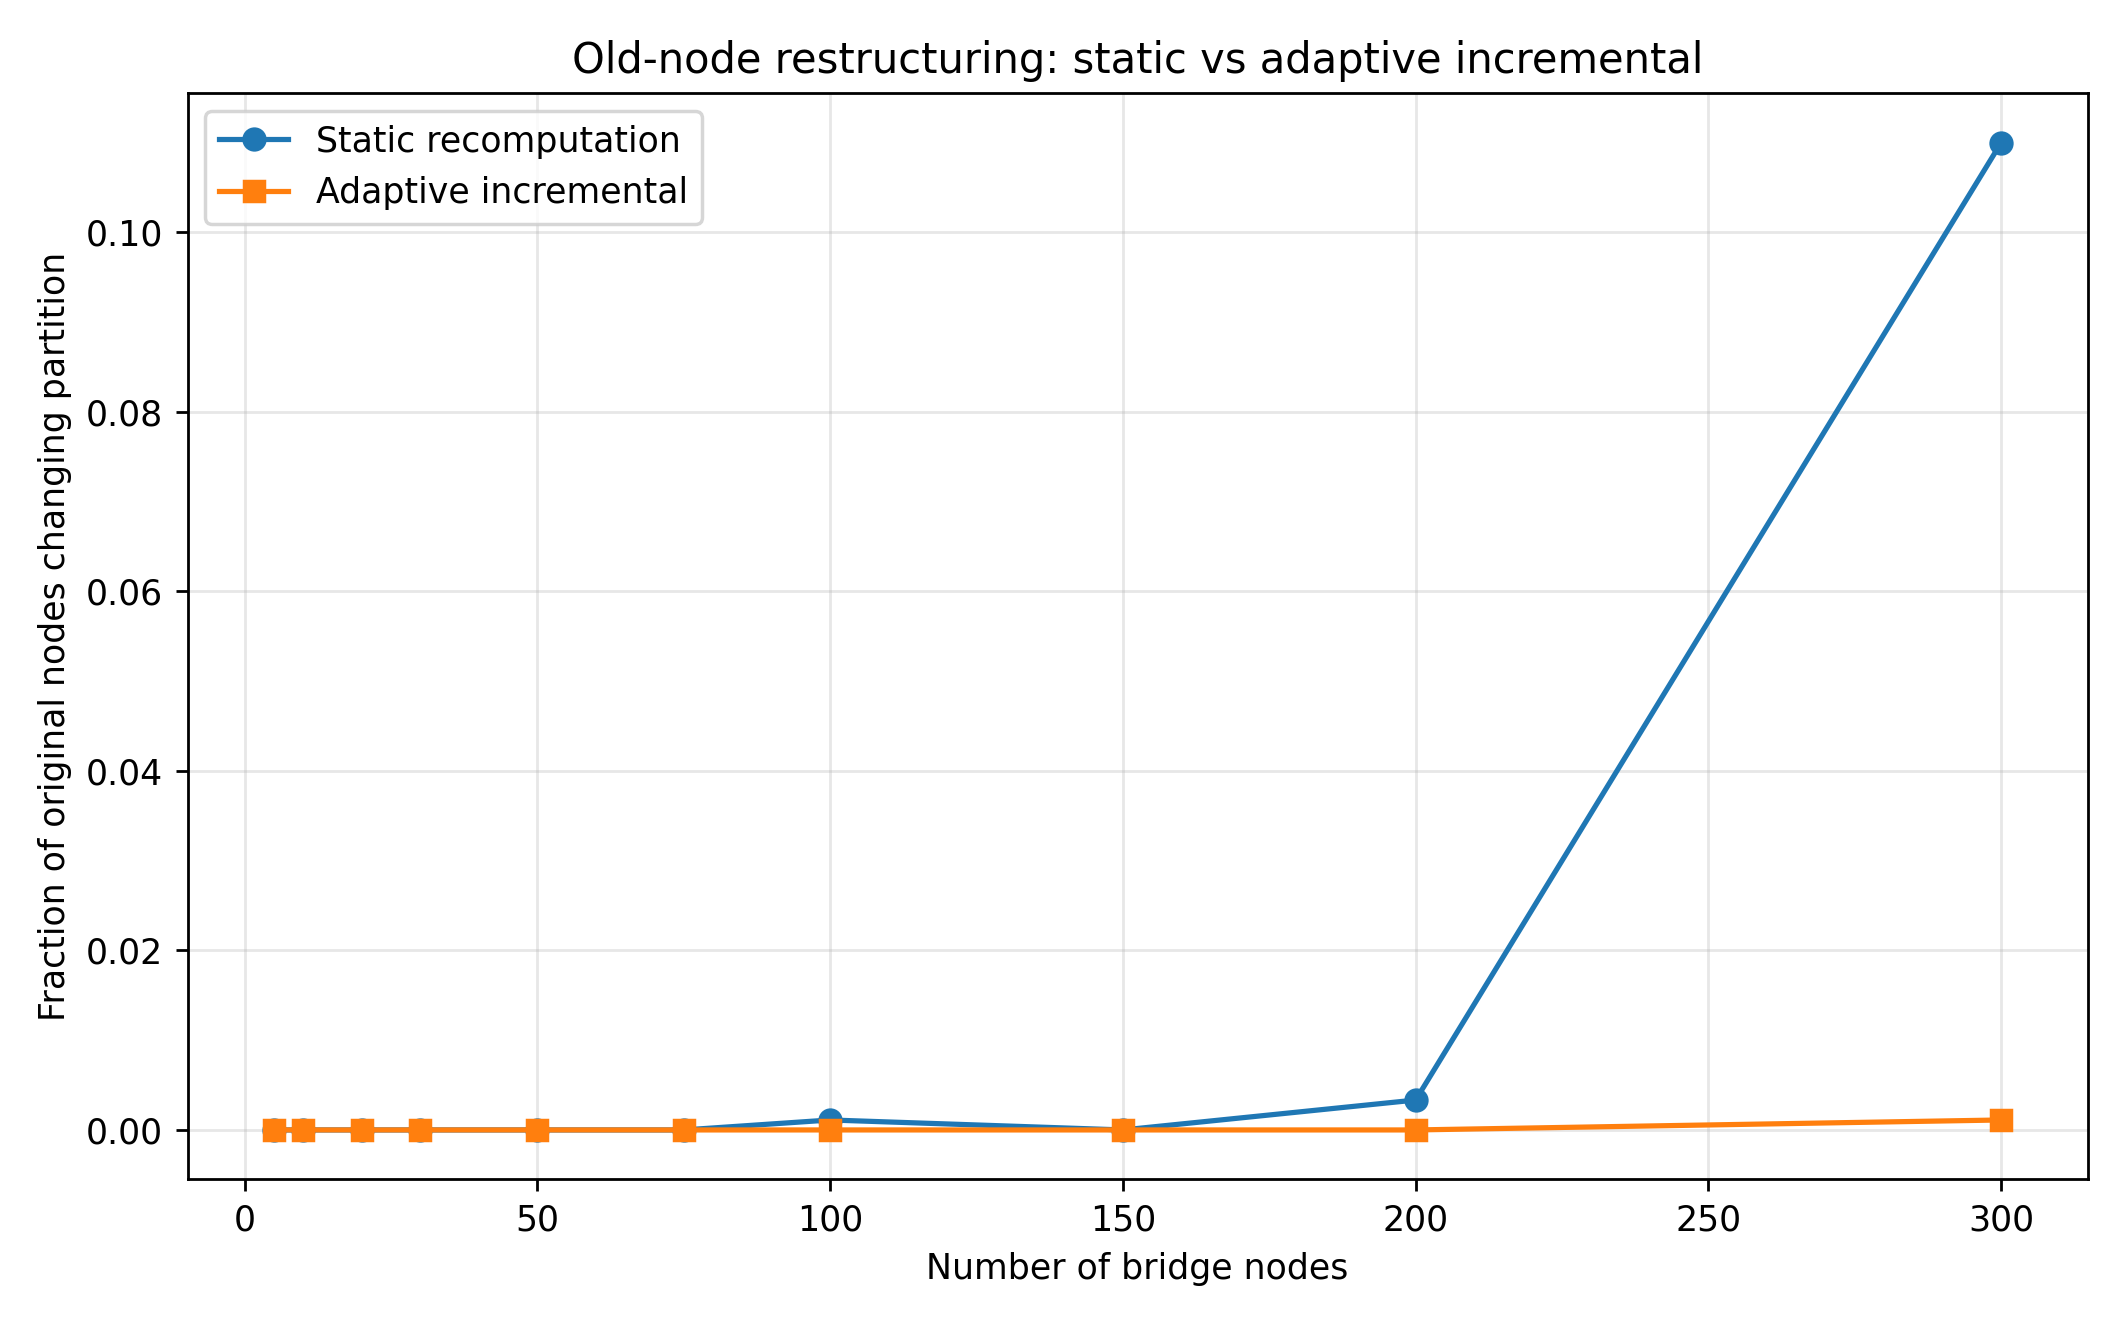 Old-node restructuring: static vs adaptive incremental
Static recomputation
Adaptive incremental
Fraction of original nodes changing partition
0.10
0.08
0.06
0.04
0.02
0.00
0 50 100 150 200 250 300
Number of bridge nodes